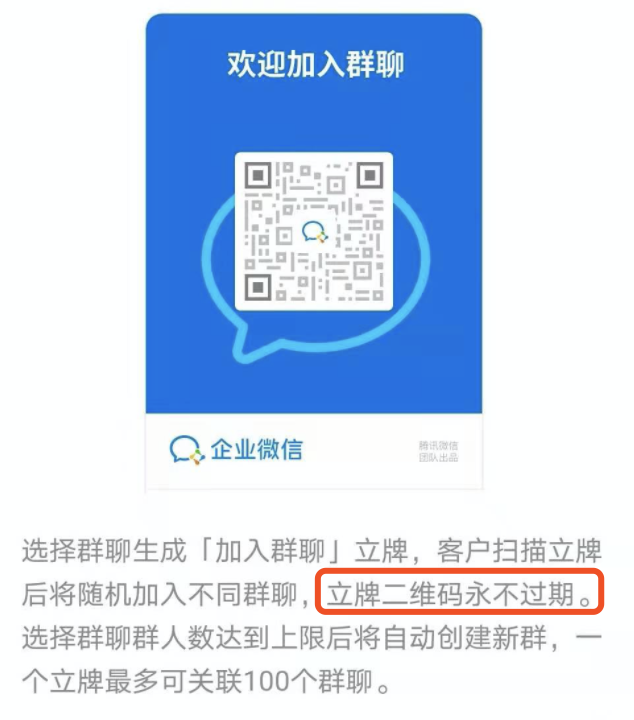 欢迎加入群聊
企业微信
腾讯微信
团队出品
选择群聊生成「加入群聊」立牌，客户扫描立牌
后将随机加入不同群聊，立牌二维码永不过期。
选择群聊群人数达到上限后将自动创建新群，一
个立牌最多可关联100个群聊。